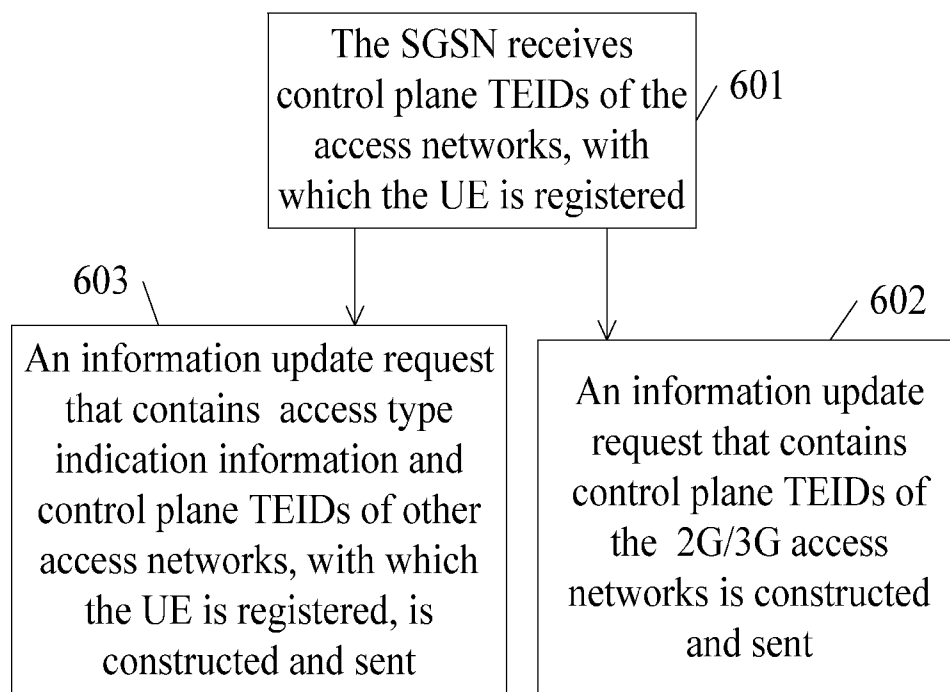 The SGSN receives
control plane TEIDs of the
access networks, with
which the UE is registered
601
603
An information update request
that contains access type
indication information and
control plane TEIDs of other
access networks, with which
the UE is registered, is
constructed and sent
602
An information update
request that contains
control plane TEIDs of
the 2G/3G access
networks is constructed
and sent